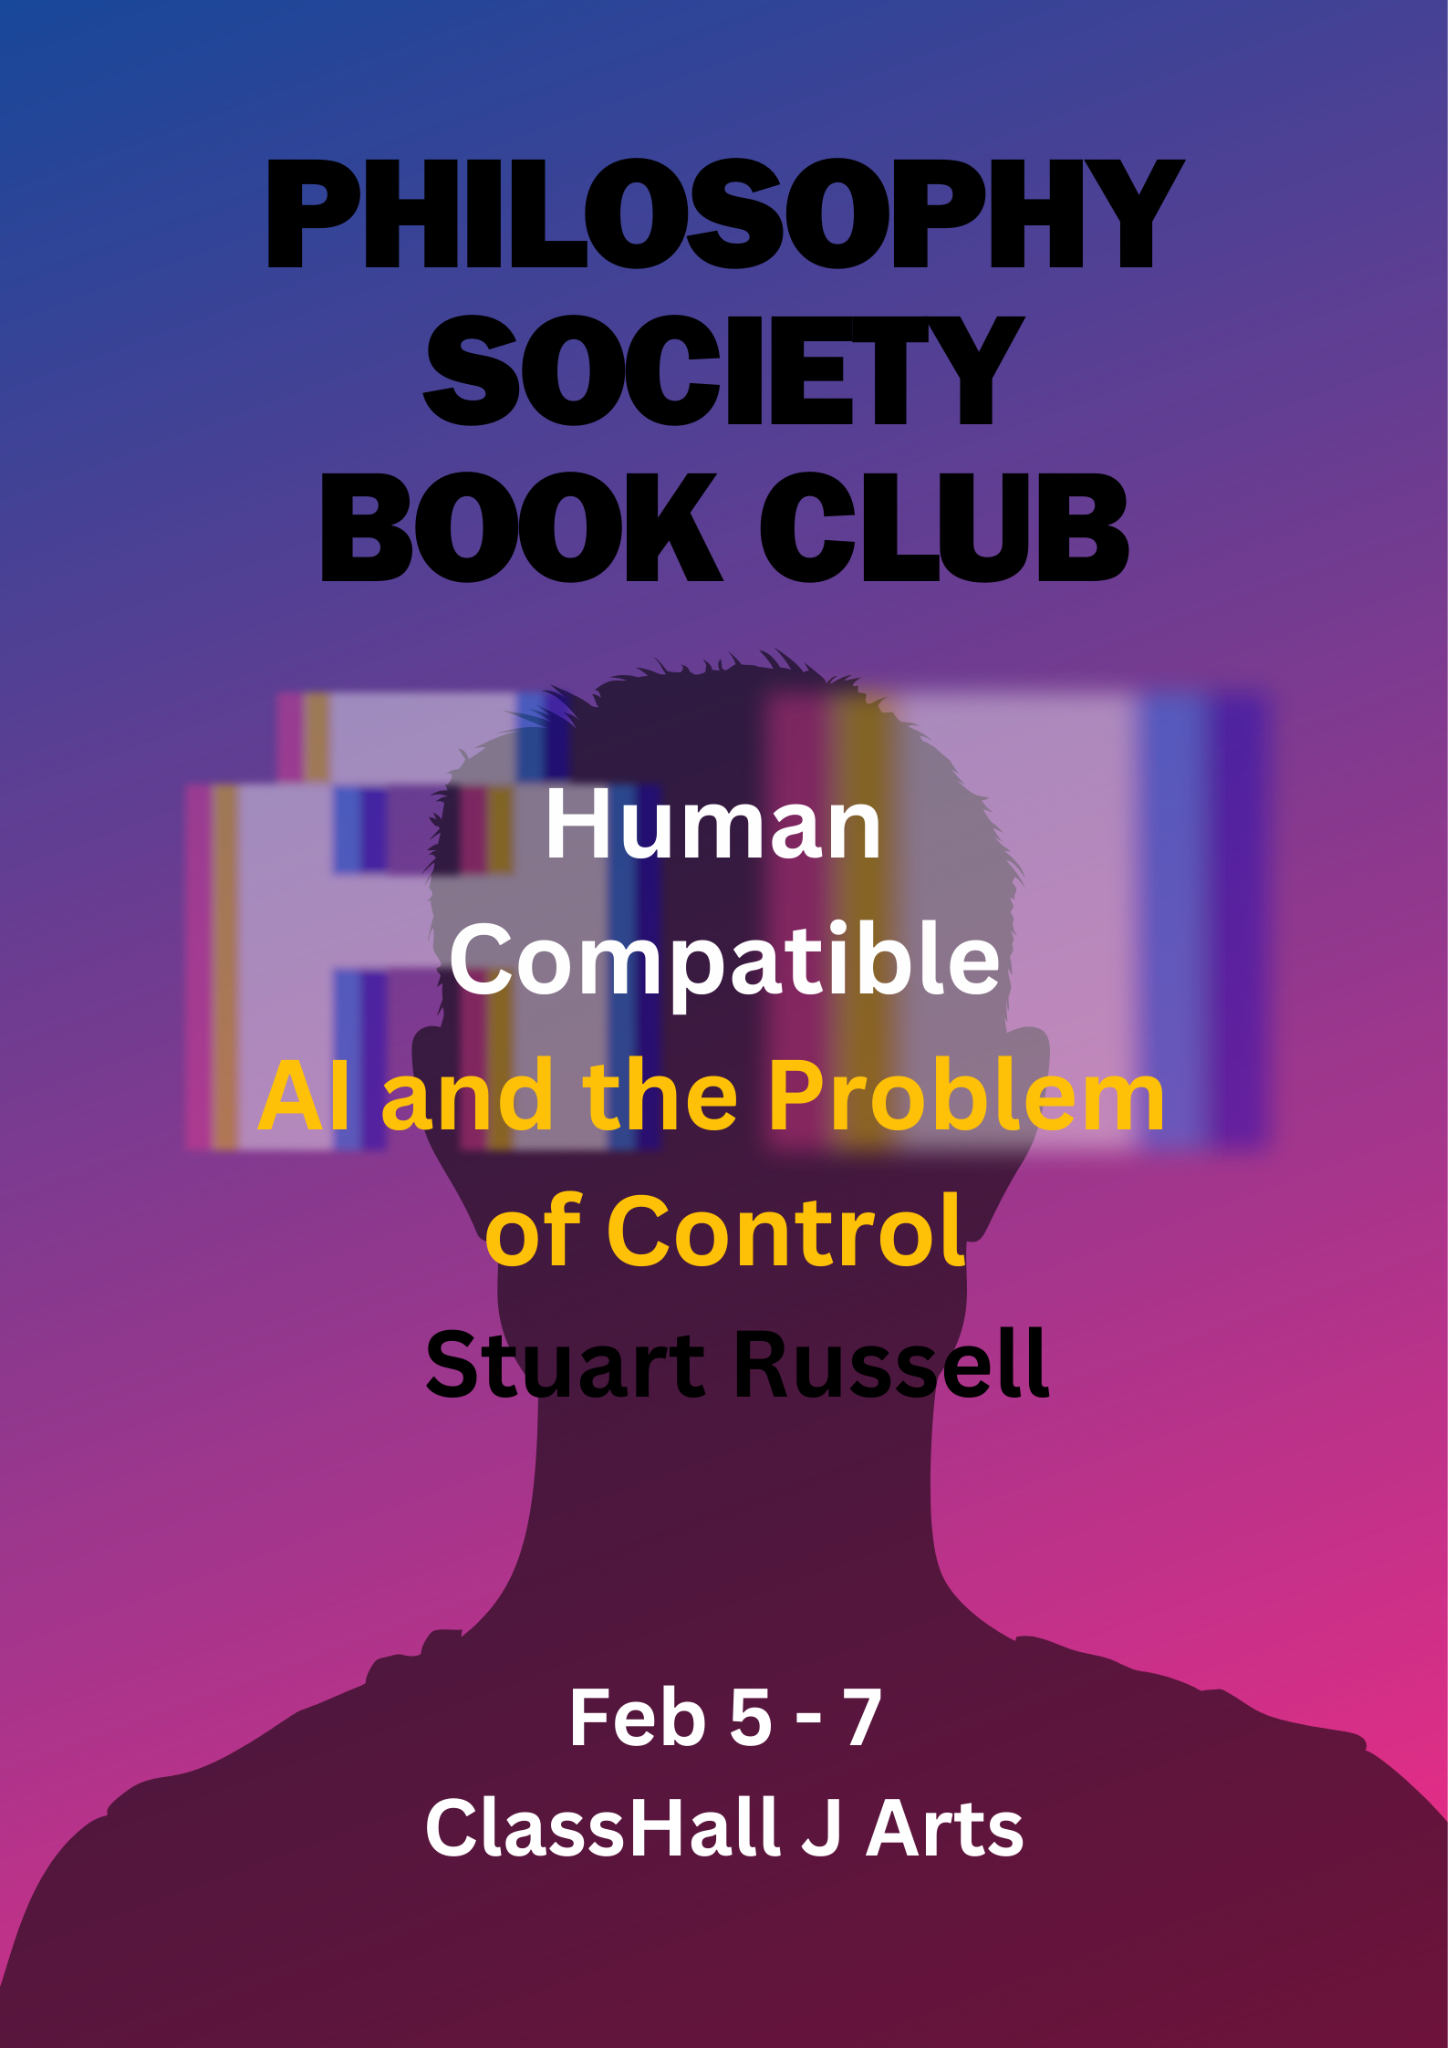 PHILOSOPHY
SOCIETY
BOOK CLUB
AI
Human
Compatible
AI and the Problem
of Control
Stuart Russell
Feb 5 - 7
ClassHall J Arts